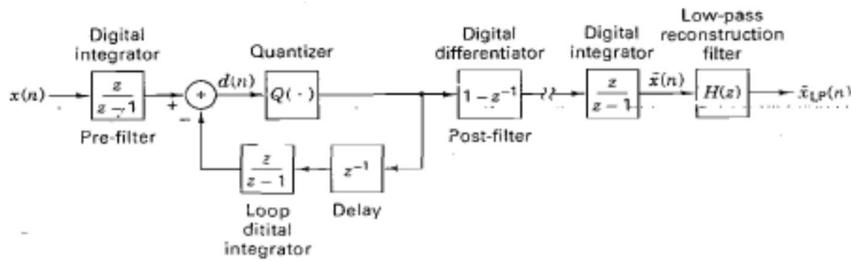 Digital
integrator
Quantizer
Digital
differentiator
Digital
integrator
Low-pass
reconstruction
filter
x(n)
z
z - 1
+
+
−
d(n)
Q( · )
1 − z⁻¹
z
z − 1
x̃(n)
H(z)
x̃LP(n)
Pre-filter
Post-filter
z
z − 1
z⁻¹
Loop
ditital
integrator
Delay